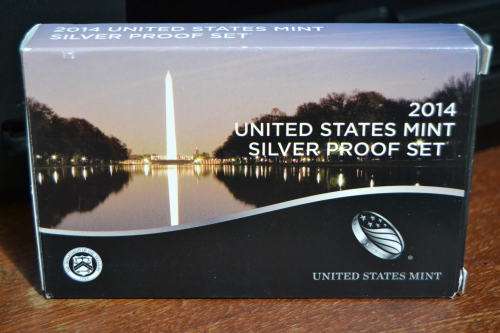 2014 UNITED STATES MINT
SILVER PROOF SET
2014
UNITED STATES MINT
SILVER PROOF SET
UNITED STATES MINT